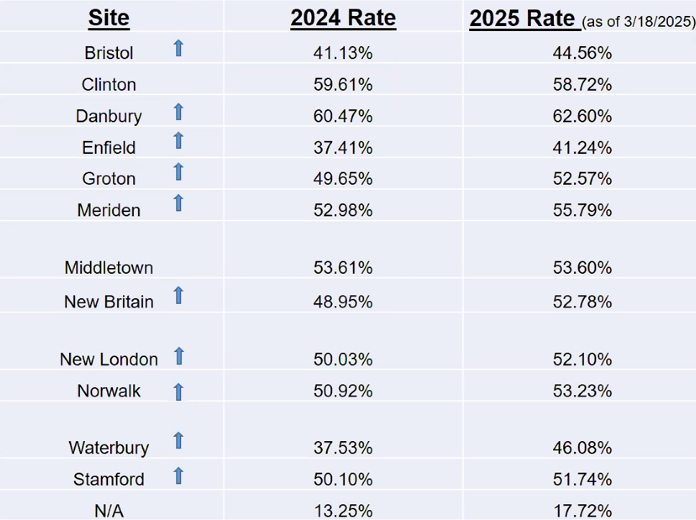 Site 2024 Rate 2025 Rate (as of 3/18/2025)
Bristol 41.13% 44.56%
Clinton 59.61% 58.72%
Danbury 60.47% 62.60%
Enfield 37.41% 41.24%
Groton 49.65% 52.57%
Meriden 52.98% 55.79%
Middletown 53.61% 53.60%
New Britain 48.95% 52.78%
New London 50.03% 52.10%
Norwalk 50.92% 53.23%
Waterbury 37.53% 46.08%
Stamford 50.10% 51.74%
N/A 13.25% 17.72%